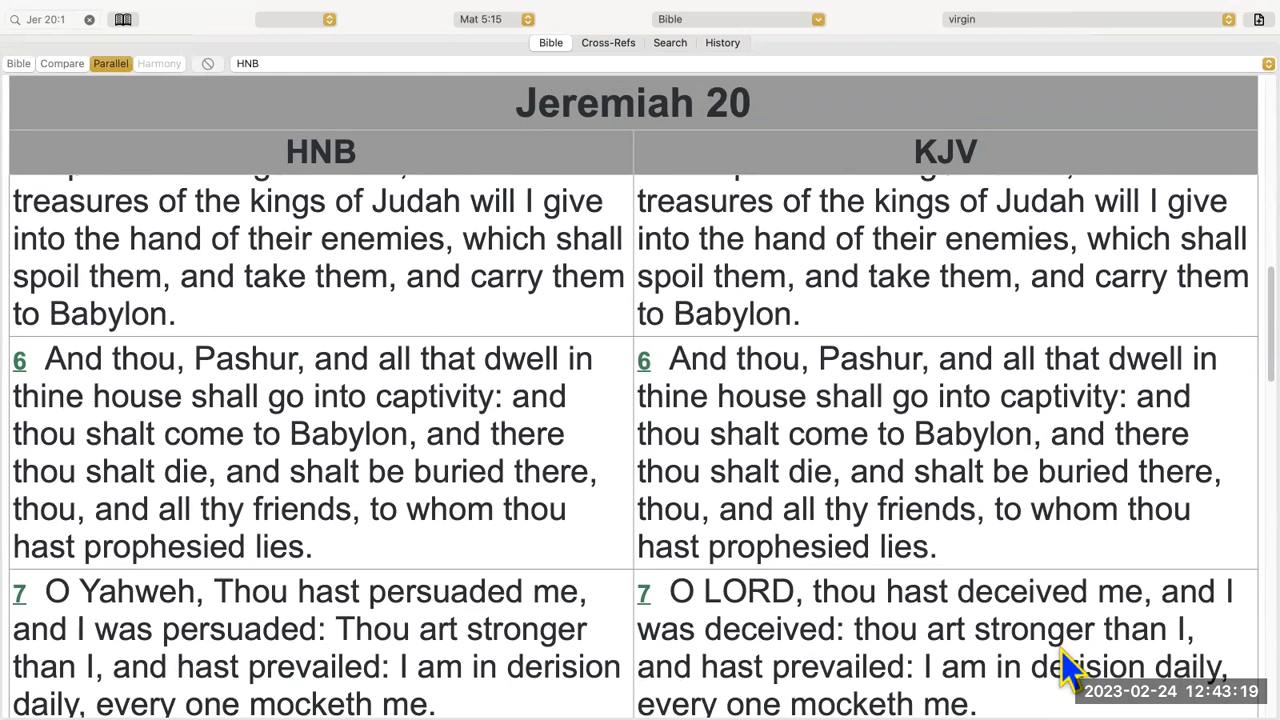 Jer 20:1
Mat 5:15
Bible
virgin
Bible
Cross-Refs
Search
History
Bible
Compare
Parallel
Harmony
HNB
Jeremiah 20
HNB
KJV
treasures of the kings of Judah will I give
into the hand of their enemies, which shall
spoil them, and take them, and carry them
to Babylon.
6 And thou, Pashur, and all that dwell in
thine house shall go into captivity: and
thou shalt come to Babylon, and there
thou shalt die, and shalt be buried there,
thou, and all thy friends, to whom thou
hast prophesied lies.
7 O Yahweh, Thou hast persuaded me,
and I was persuaded: Thou art stronger
than I, and hast prevailed: I am in derision
daily, every one mocketh me.
treasures of the kings of Judah will I give
into the hand of their enemies, which shall
spoil them, and take them, and carry them
to Babylon.
6 And thou, Pashur, and all that dwell in
thine house shall go into captivity: and
thou shalt come to Babylon, and there
thou shalt die, and shalt be buried there,
thou, and all thy friends, to whom thou
hast prophesied lies.
7 O LORD, thou hast deceived me, and I
was deceived: thou art stronger than I,
and hast prevailed: I am in derision daily,
every one mocketh me.
2023-02-24 12:43:19